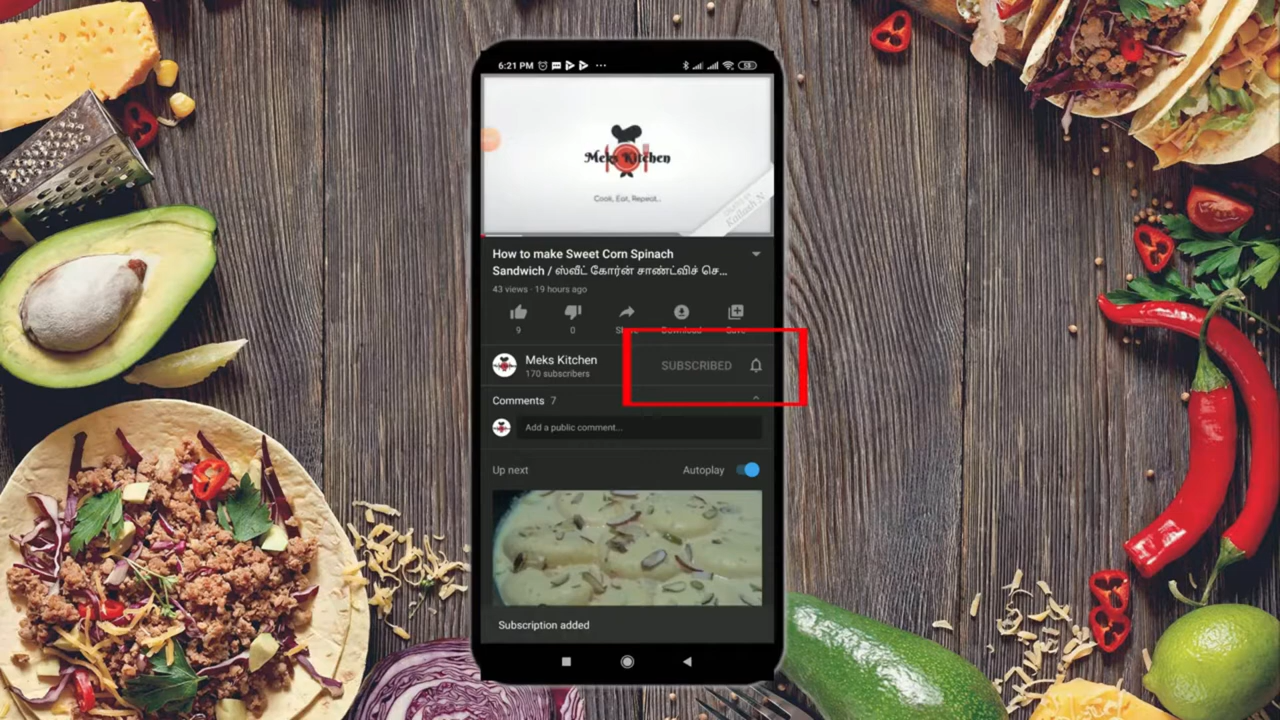 6:21 PM
58
Meks Kitchen
Cook, Eat, Repeat..
Kailash N
How to make Sweet Corn Spinach
Sandwich / ஸ்வீட் கோர்ன் சாண்ட்விச் செ...
43 views · 19 hours ago
9
0
Share
Download
Save
Meks Kitchen
170 subscribers
SUBSCRIBED
Comments 7
Add a public comment...
Up next
Autoplay
Subscription added